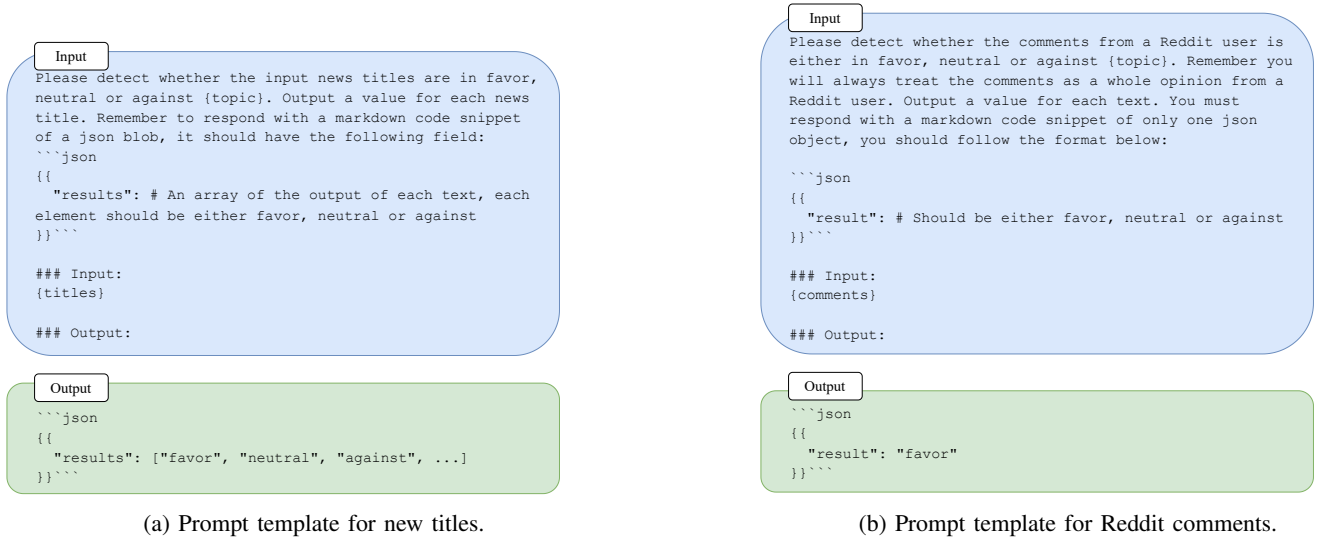 Input
Please detect whether the input news titles are in favor,
neutral or against {topic}. Output a value for each news
title. Remember to respond with a markdown code snippet
of a json blob, it should have the following field:
```json
{{
  "results": # An array of the output of each text, each
element should be either favor, neutral or against
}}```
### Input:
{titles}
### Output:
Output
```json
{{
  "results": ["favor", "neutral", "against", ...]
}}```
(a) Prompt template for new titles.
Input
Please detect whether the comments from a Reddit user is
either in favor, neutral or against {topic}. Remember you
will always treat the comments as a whole opinion from a
Reddit user. Output a value for each text. You must
respond with a markdown code snippet of only one json
object, you should follow the format below:
```json
{{
  "result": # Should be either favor, neutral or against
}}```
### Input:
{comments}
### Output:
Output
```json
{{
  "result": "favor"
}}```
(b) Prompt template for Reddit comments.